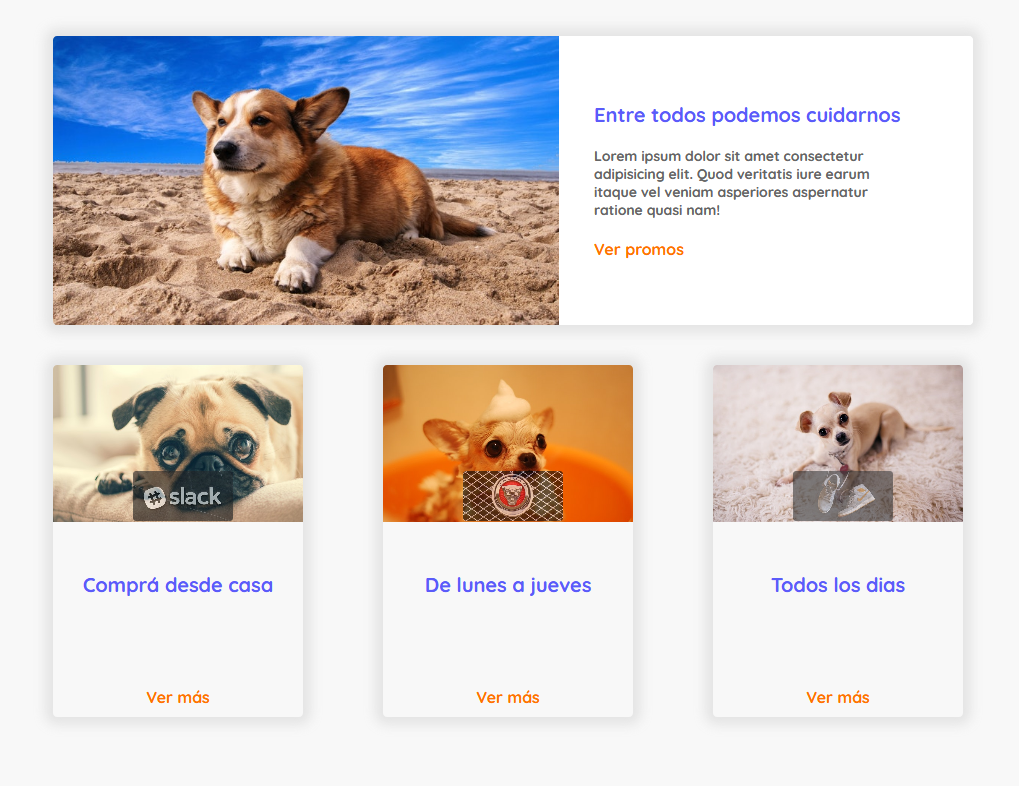 Entre todos podemos cuidarnos
Lorem ipsum dolor sit amet consectetur
adipisicing elit. Quod veritatis iure earum
itaque vel veniam asperiores aspernatur
ratione quasi nam!
Ver promos
slack
Comprá desde casa
De lunes a jueves
Todos los dias
Ver más
Ver más
Ver más